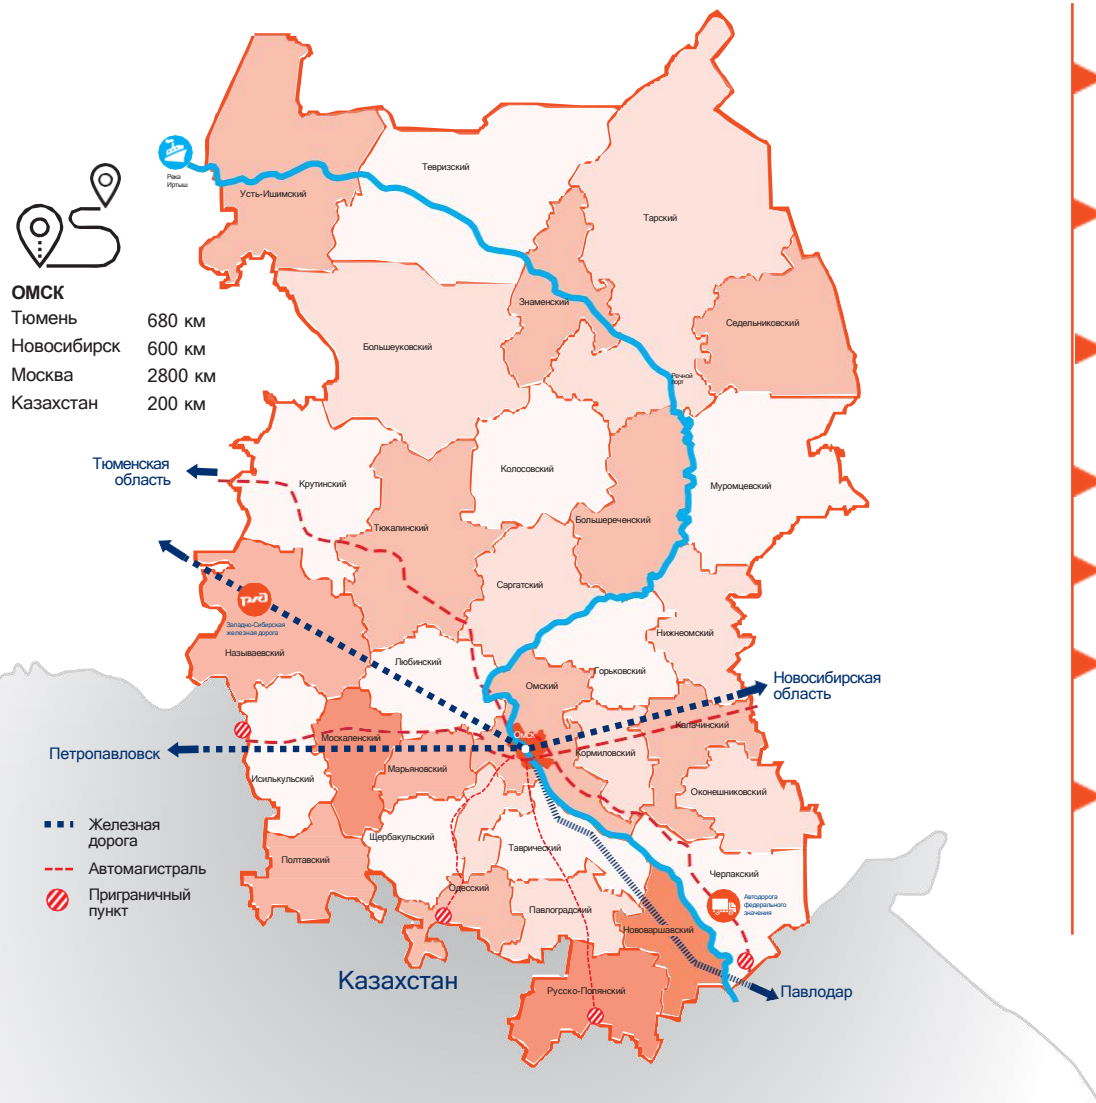 Тевризский
Река
Иртыш
Усть-Ишимский
Тарский
ОМСК
Тюмень 680 км
Новосибирск 600 км
Москва 2800 км
Казахстан 200 км
Знаменский
Седельниковский
Большеуковский
Речной
порт
Тюменская
область
Колосовский
Крутинский
Муромцевский
Тюкалинский
Большереченский
Саргатский
ржд
Западно-Сибирская
железная дорога
Называевский
Нижнеомский
Любинский
Горьковский
Омский
Новосибирская
область
Калачинский
Омск
Москаленский
Петропавловск
Кормиловский
Марьяновский
Исилькульский
Оконешниковский
Железная
дорога
Щербакульский
Таврический
Полтавский
Автомагистраль
Черлакский
Одесский
Приграничный
пункт
Автодорога
федерального
значения
Павлоградский
Нововаршавский
Казахстан
Русско-Полянский
Павлодар